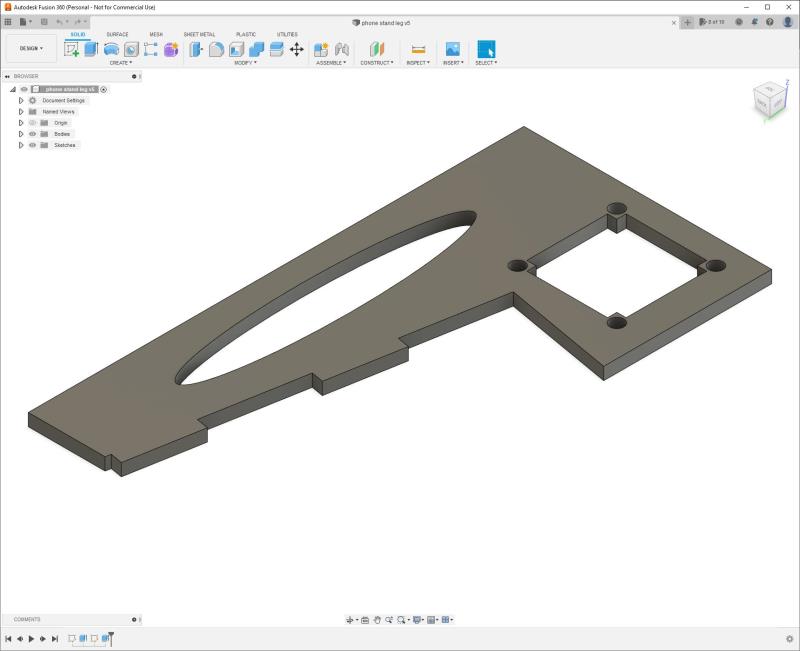 Autodesk Fusion 360 (Personal - Not for Commercial Use)
phone stand leg v5
8 of 10
DESIGN
SOLID SURFACE MESH SHEET METAL PLASTIC UTILITIES
CREATE MODIFY ASSEMBLE CONSTRUCT INSPECT INSERT SELECT
BROWSER
phone stand leg v5
Document Settings
Named Views
Origin
Bodies
Sketches
Z
COMMENTS